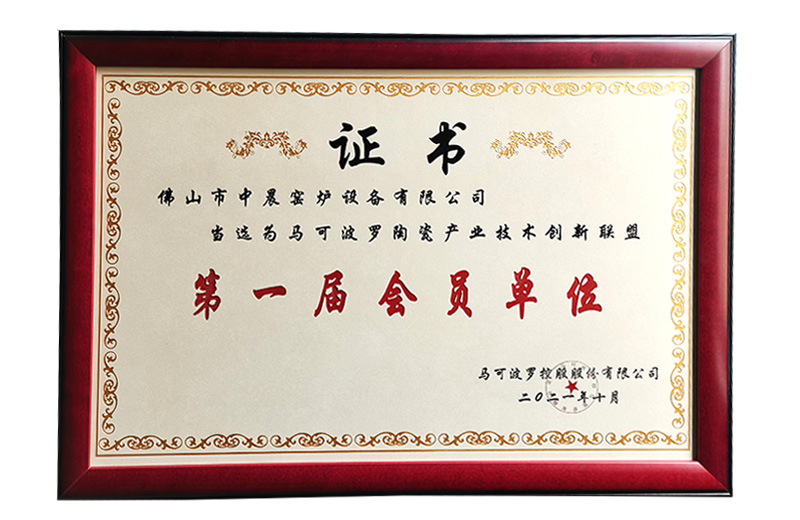 证书
佛山市中晨窑炉设备有限公司
当选为马可波罗陶瓷产业技术创新联盟
第一届会员单位
马可波罗控股股份有限公司
二〇二一年十月